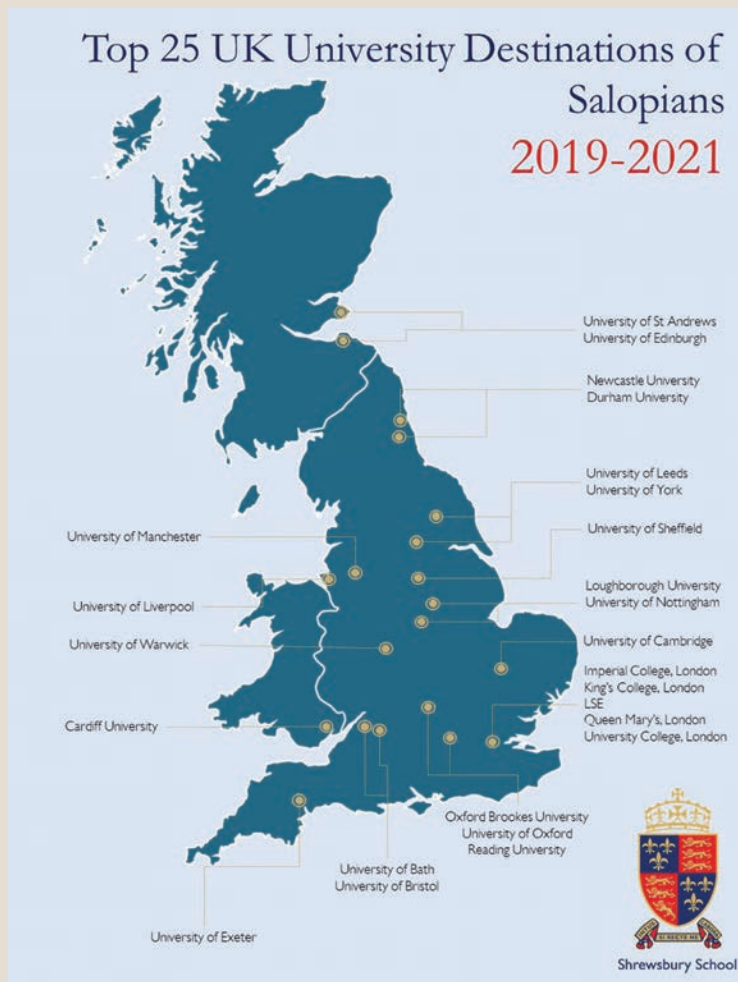 Top 25 UK University Destinations of
Salopians
2019-2021
University of St Andrews
University of Edinburgh
Newcastle University
Durham University
University of Leeds
University of York
University of Sheffield
University of Manchester
Loughborough University
University of Nottingham
University of Liverpool
University of Warwick
University of Cambridge
Imperial College, London
King's College, London
LSE
Queen Mary's, London
University College, London
Cardiff University
Oxford Brookes University
University of Oxford
Reading University
University of Bath
University of Bristol
University of Exeter
Shrewsbury School